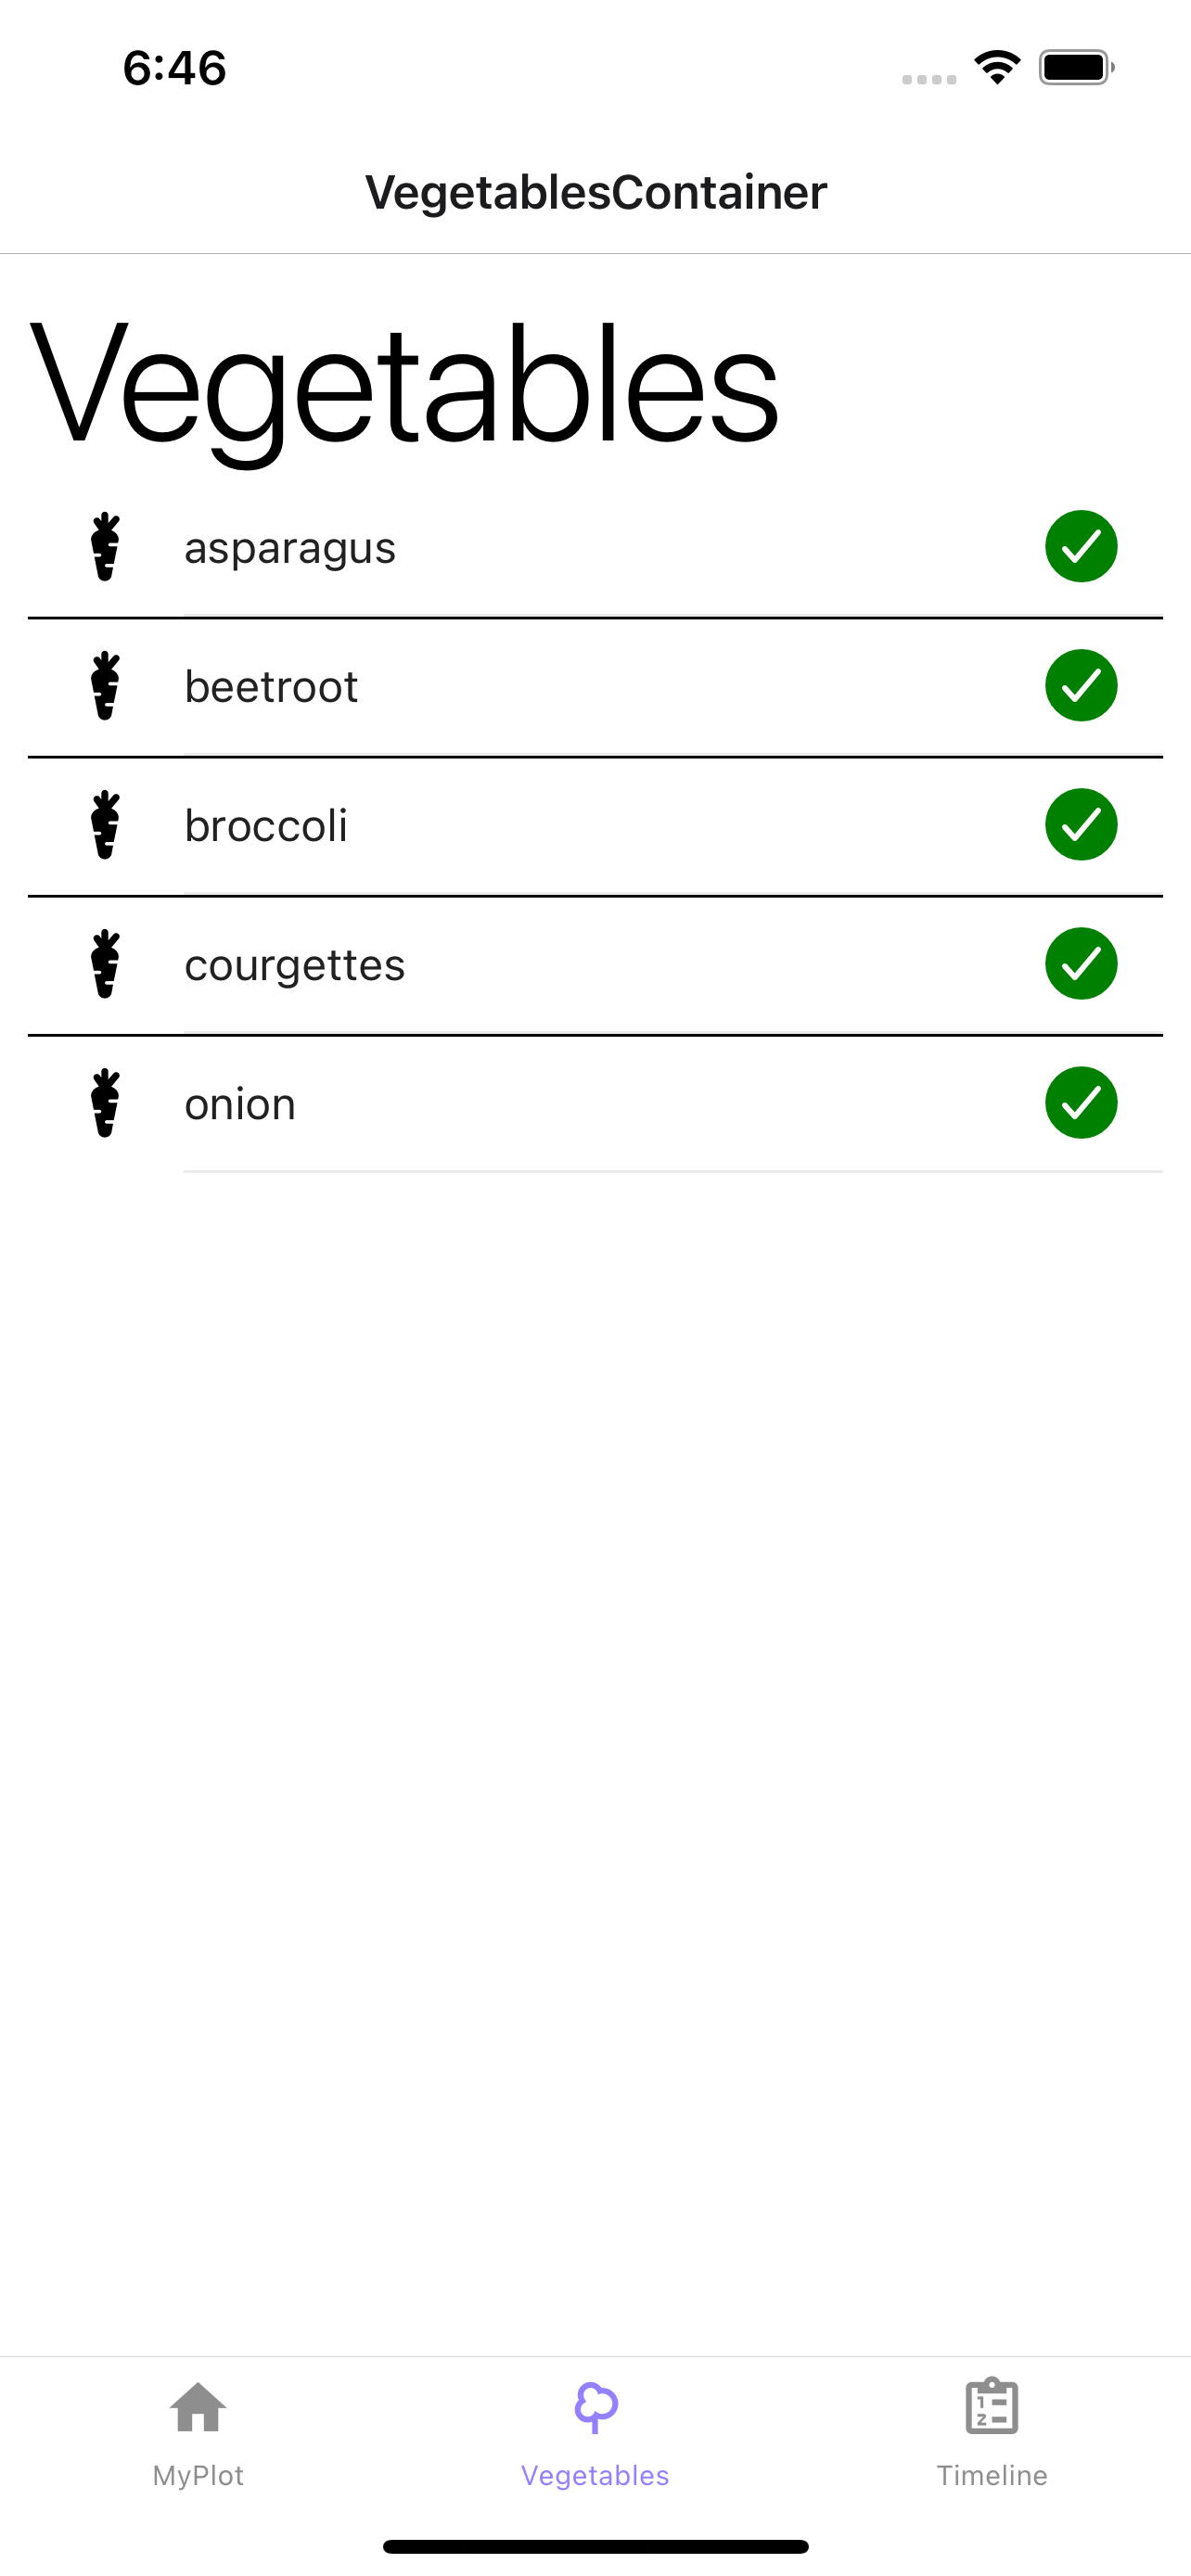 6:46
VegetablesContainer
Vegetables
asparagus
beetroot
broccoli
courgettes
onion
MyPlot
Vegetables
Timeline